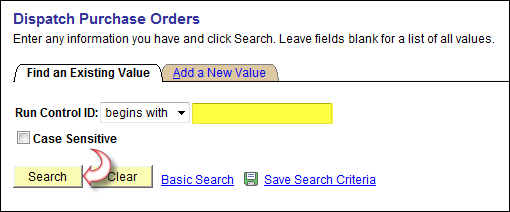 Dispatch Purchase Orders
Enter any information you have and click Search. Leave fields blank for a list of all values.
Find an Existing Value Add a New Value
Run Control ID: begins with
Case Sensitive
Search Clear Basic Search Save Search Criteria